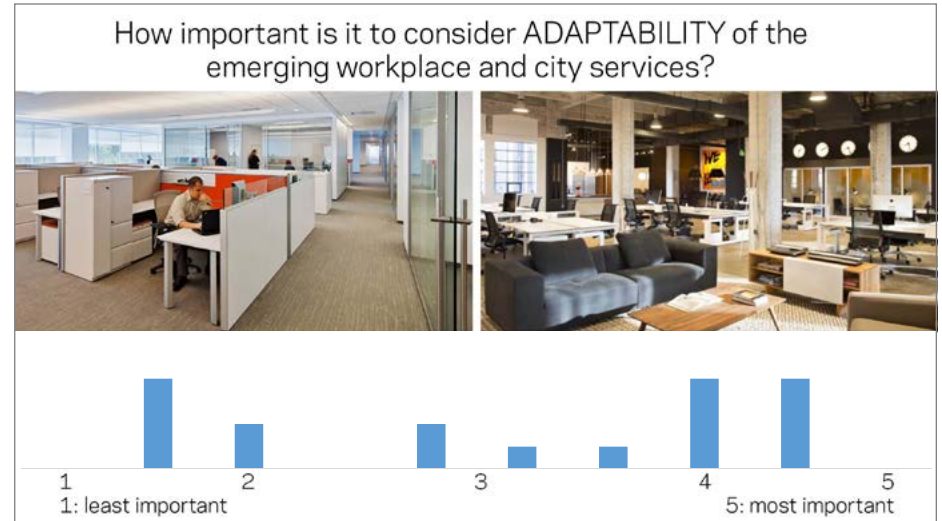 How important is it to consider ADAPTABILITY of the
emerging workplace and city services?
1 2 3 4 5
1: least important 5: most important